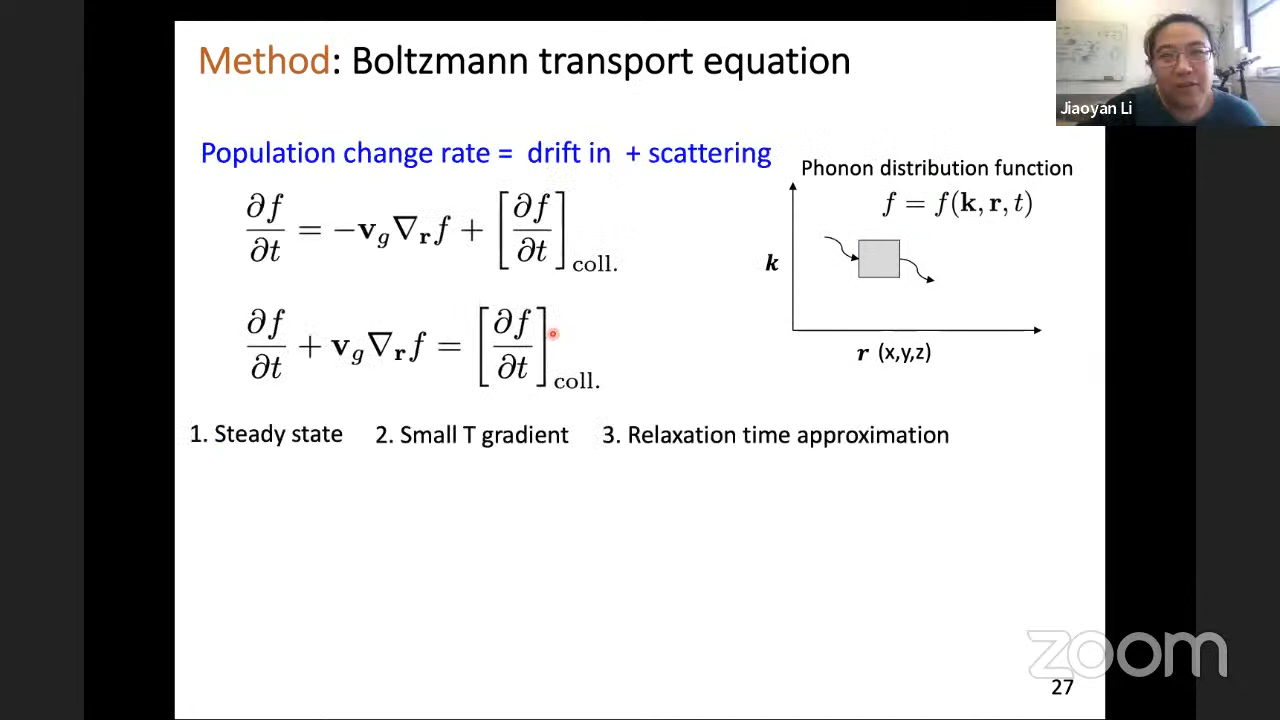 Method: Boltzmann transport equation
Jiaoyan Li
Population change rate = drift in + scattering
∂f/∂t = −v_g ∇_r f + [∂f/∂t]_coll.
∂f/∂t + v_g ∇_r f = [∂f/∂t]_coll.
Phonon distribution function
f = f(k, r, t)
k
r (x,y,z)
1. Steady state 2. Small T gradient 3. Relaxation time approximation
zoom
27